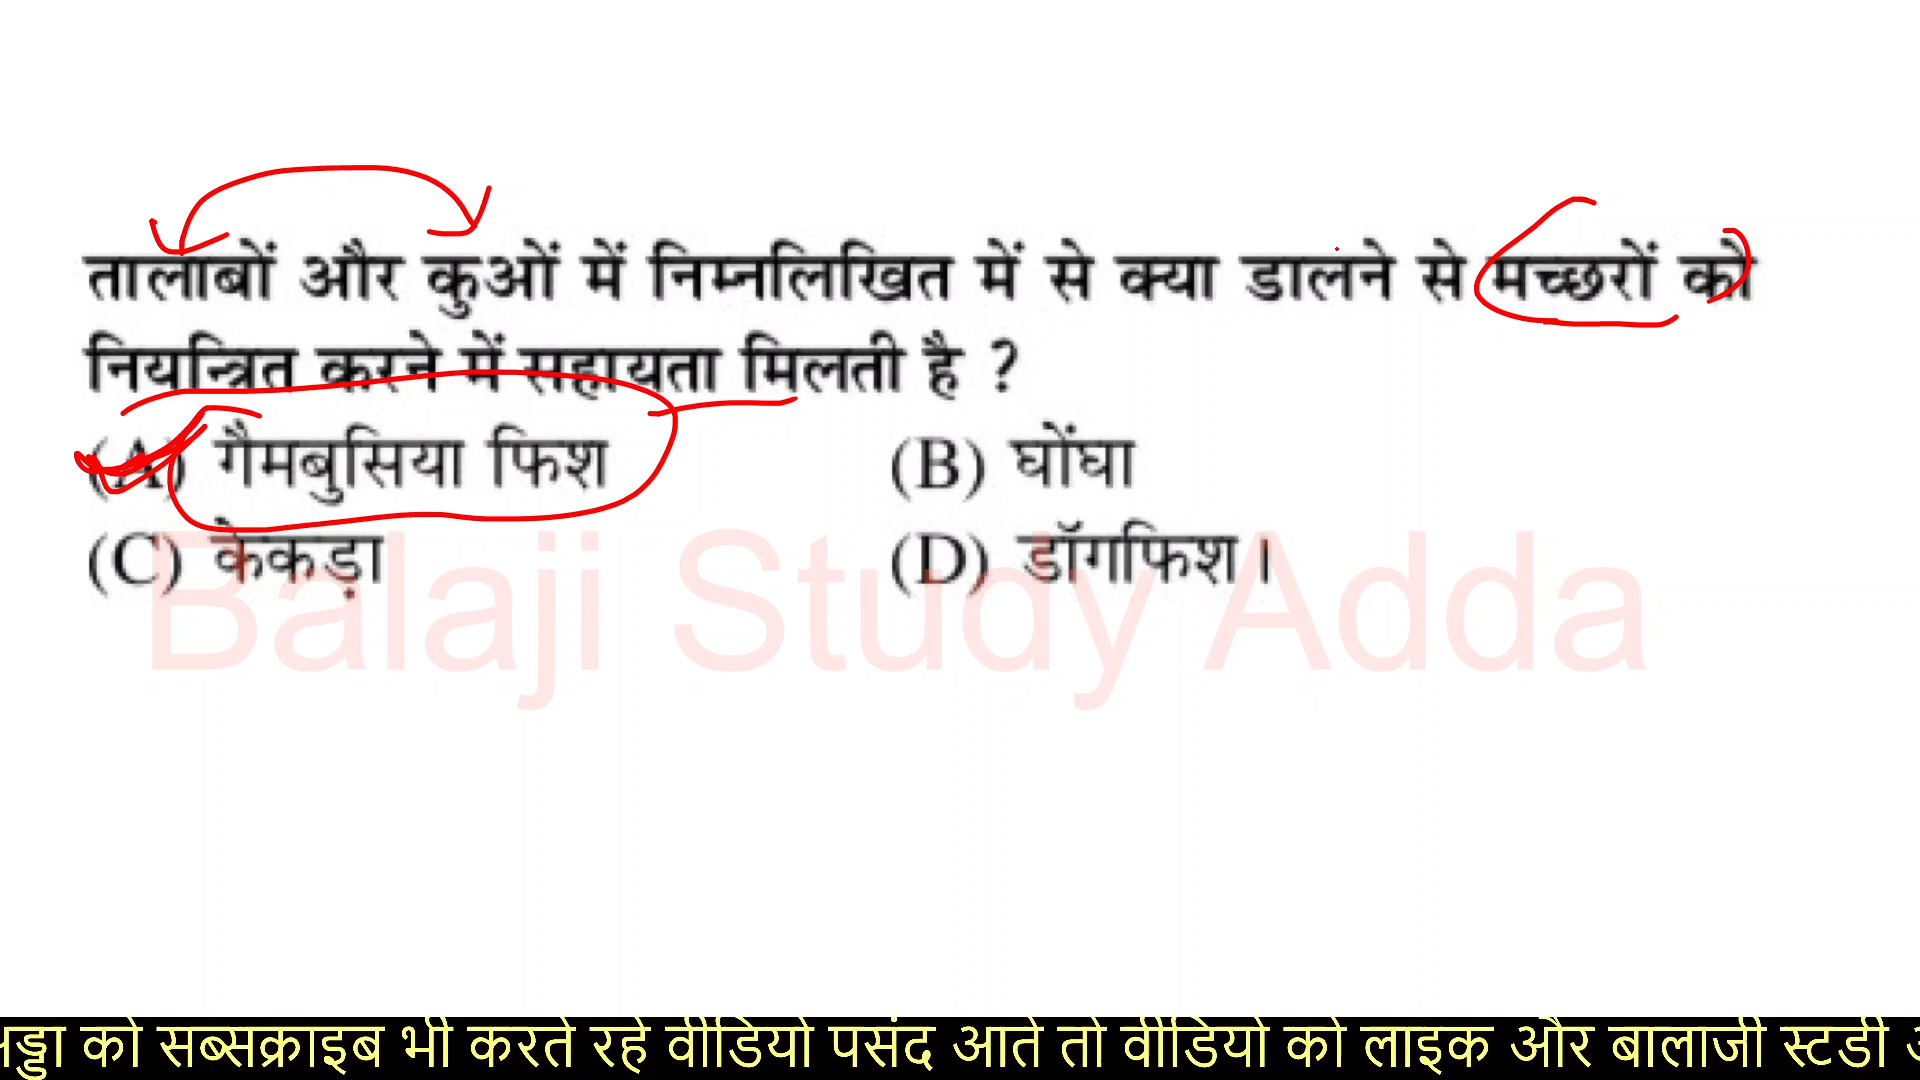 तालाबों और कुओं में निम्नलिखित में से क्या डालने से मच्छरों को
नियन्त्रित करने में सहायता मिलती है ?
(A) गैमबुसिया फिश (B) घोंघा
(C) केकड़ा (D) डॉगफिश।
Balaji Study Adda
को सब्सक्राइब भी करते रहे वीडियो पसंद आते तो वीडियो को लाइक और बालाजी स्टडी